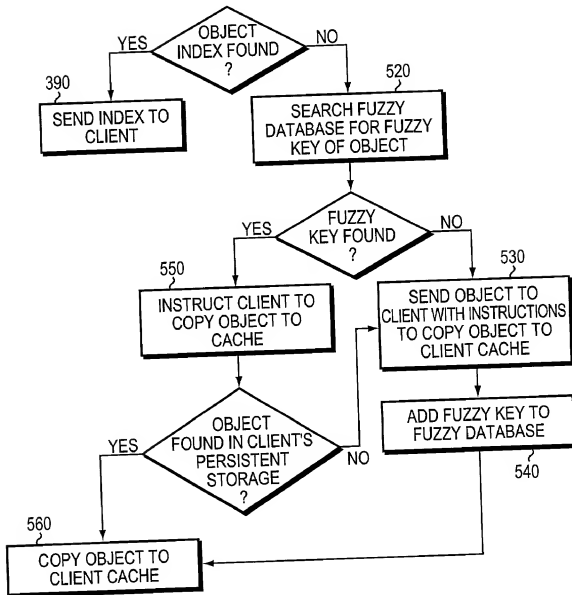 OBJECT
INDEX FOUND
?
YES
NO
390
SEND INDEX TO
CLIENT
520
SEARCH FUZZY
DATABASE FOR FUZZY
KEY OF OBJECT
FUZZY
KEY FOUND
?
YES
NO
550
INSTRUCT CLIENT TO
COPY OBJECT TO
CACHE
530
SEND OBJECT TO
CLIENT WITH INSTRUCTIONS
TO COPY OBJECT TO
CLIENT CACHE
OBJECT
FOUND IN CLIENT'S
PERSISTENT
STORAGE
?
YES
NO
ADD FUZZY KEY TO
FUZZY DATABASE
540
560
COPY OBJECT TO
CLIENT CACHE